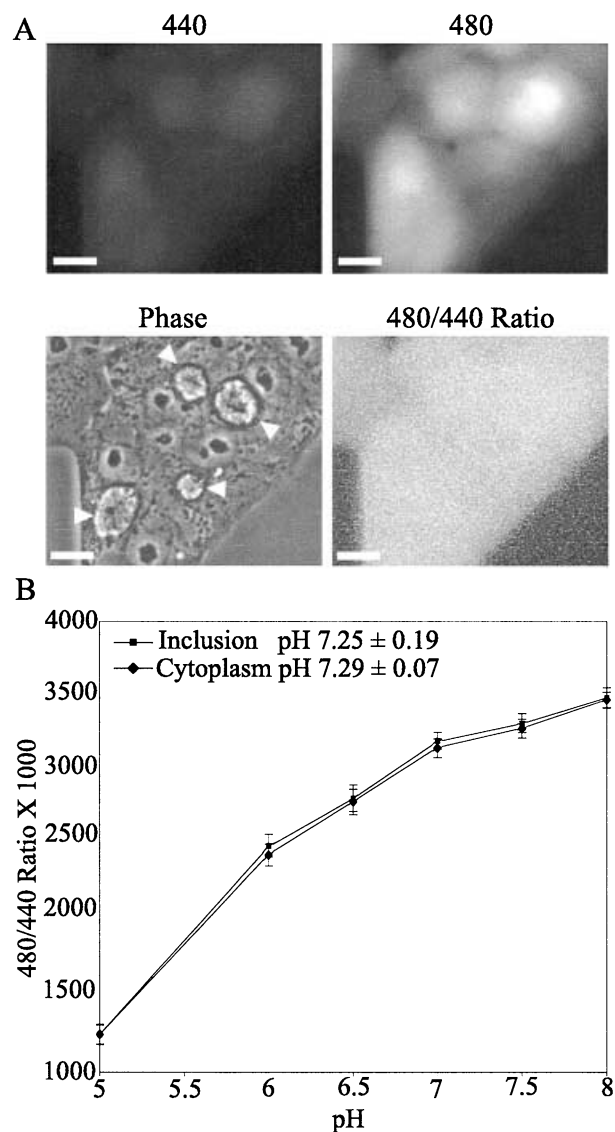 A
440 480
Phase 480/440 Ratio
B
4000
3500
3000
2500
2000
1500
1000
480/440 Ratio X 1000
Inclusion pH 7.25 ± 0.19
Cytoplasm pH 7.29 ± 0.07
5 5.5 6 6.5 7 7.5 8
pH